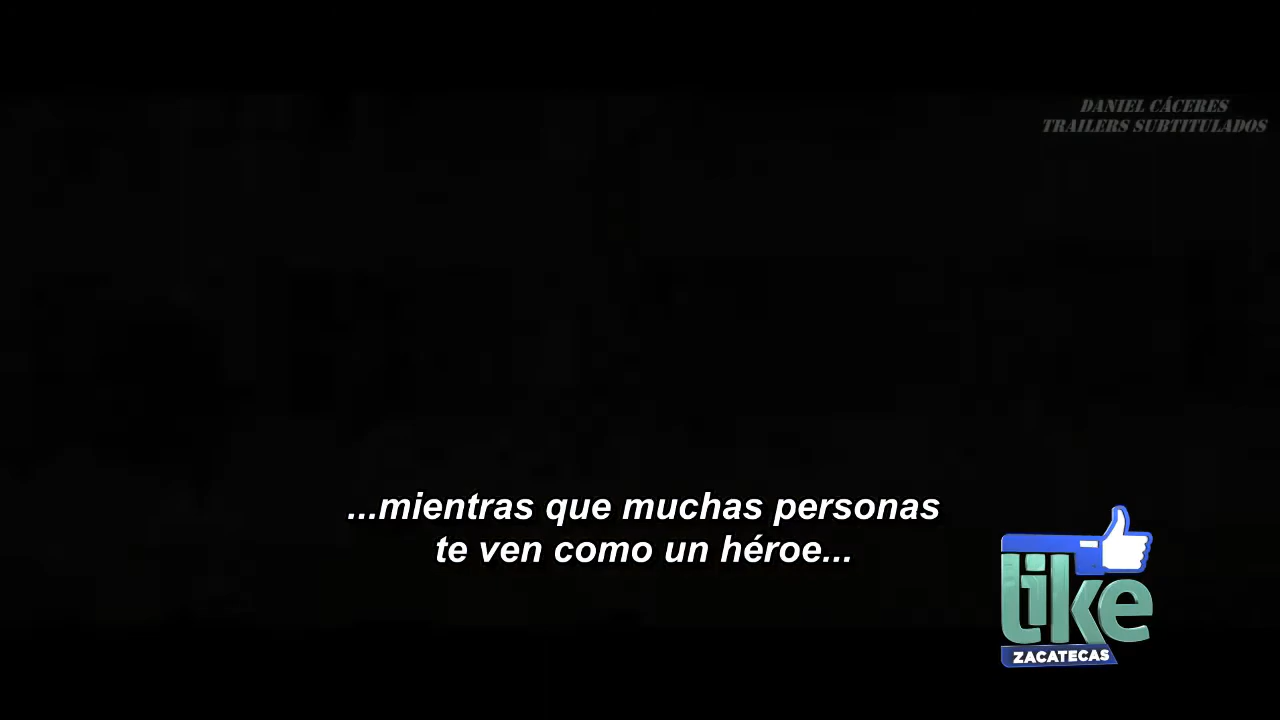 DANIEL CÁCERES
TRAILERS SUBTITULADOS
...mientras que muchas personas
te ven como un héroe...
like
ZACATECAS